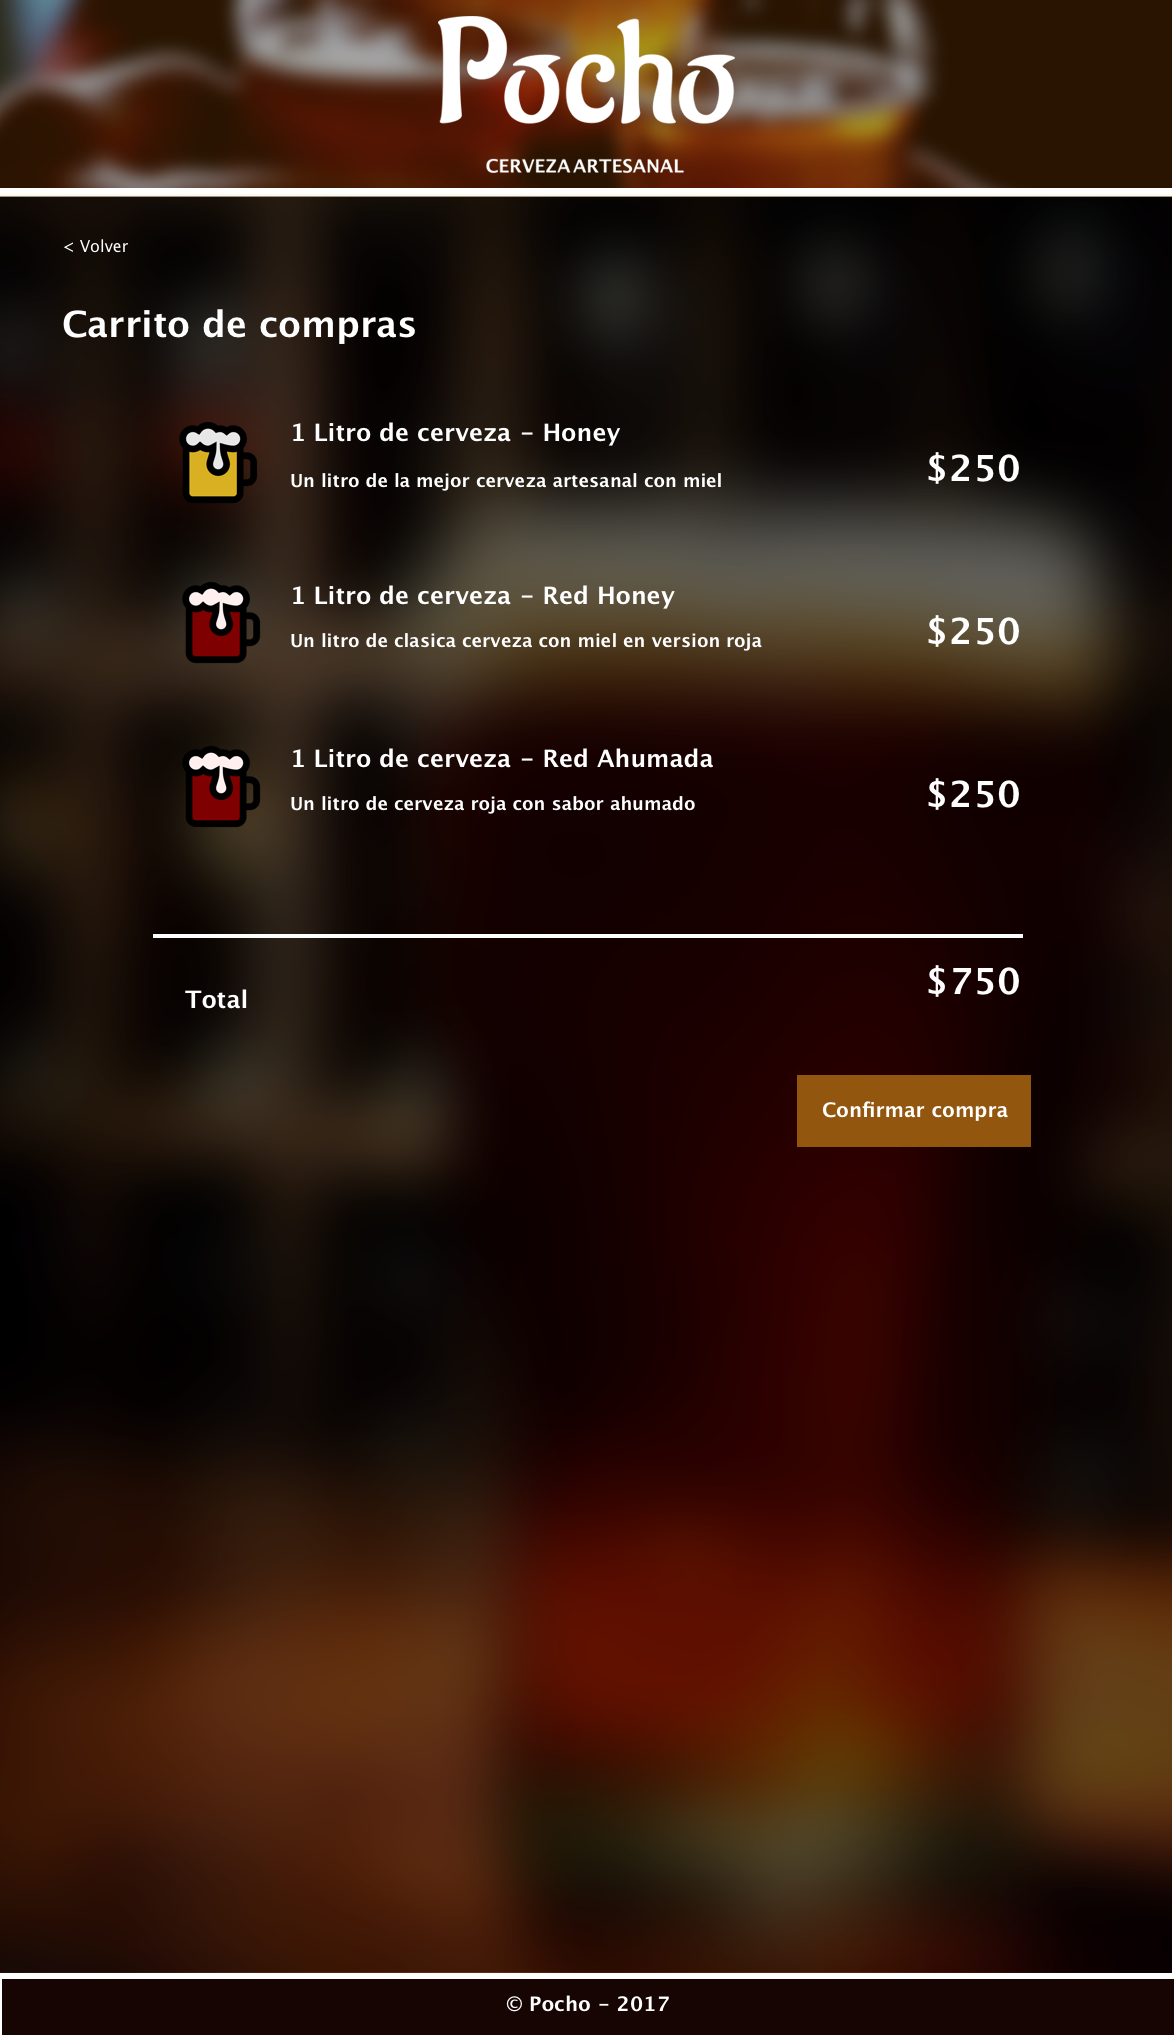 Pocho
CERVEZA ARTESANAL
< Volver
Carrito de compras
1 Litro de cerveza - Honey
Un litro de la mejor cerveza artesanal con miel
$250
1 Litro de cerveza - Red Honey
Un litro de clasica cerveza con miel en version roja
$250
1 Litro de cerveza - Red Ahumada
Un litro de cerveza roja con sabor ahumado
$250
Total
$750
Confirmar compra
© Pocho - 2017